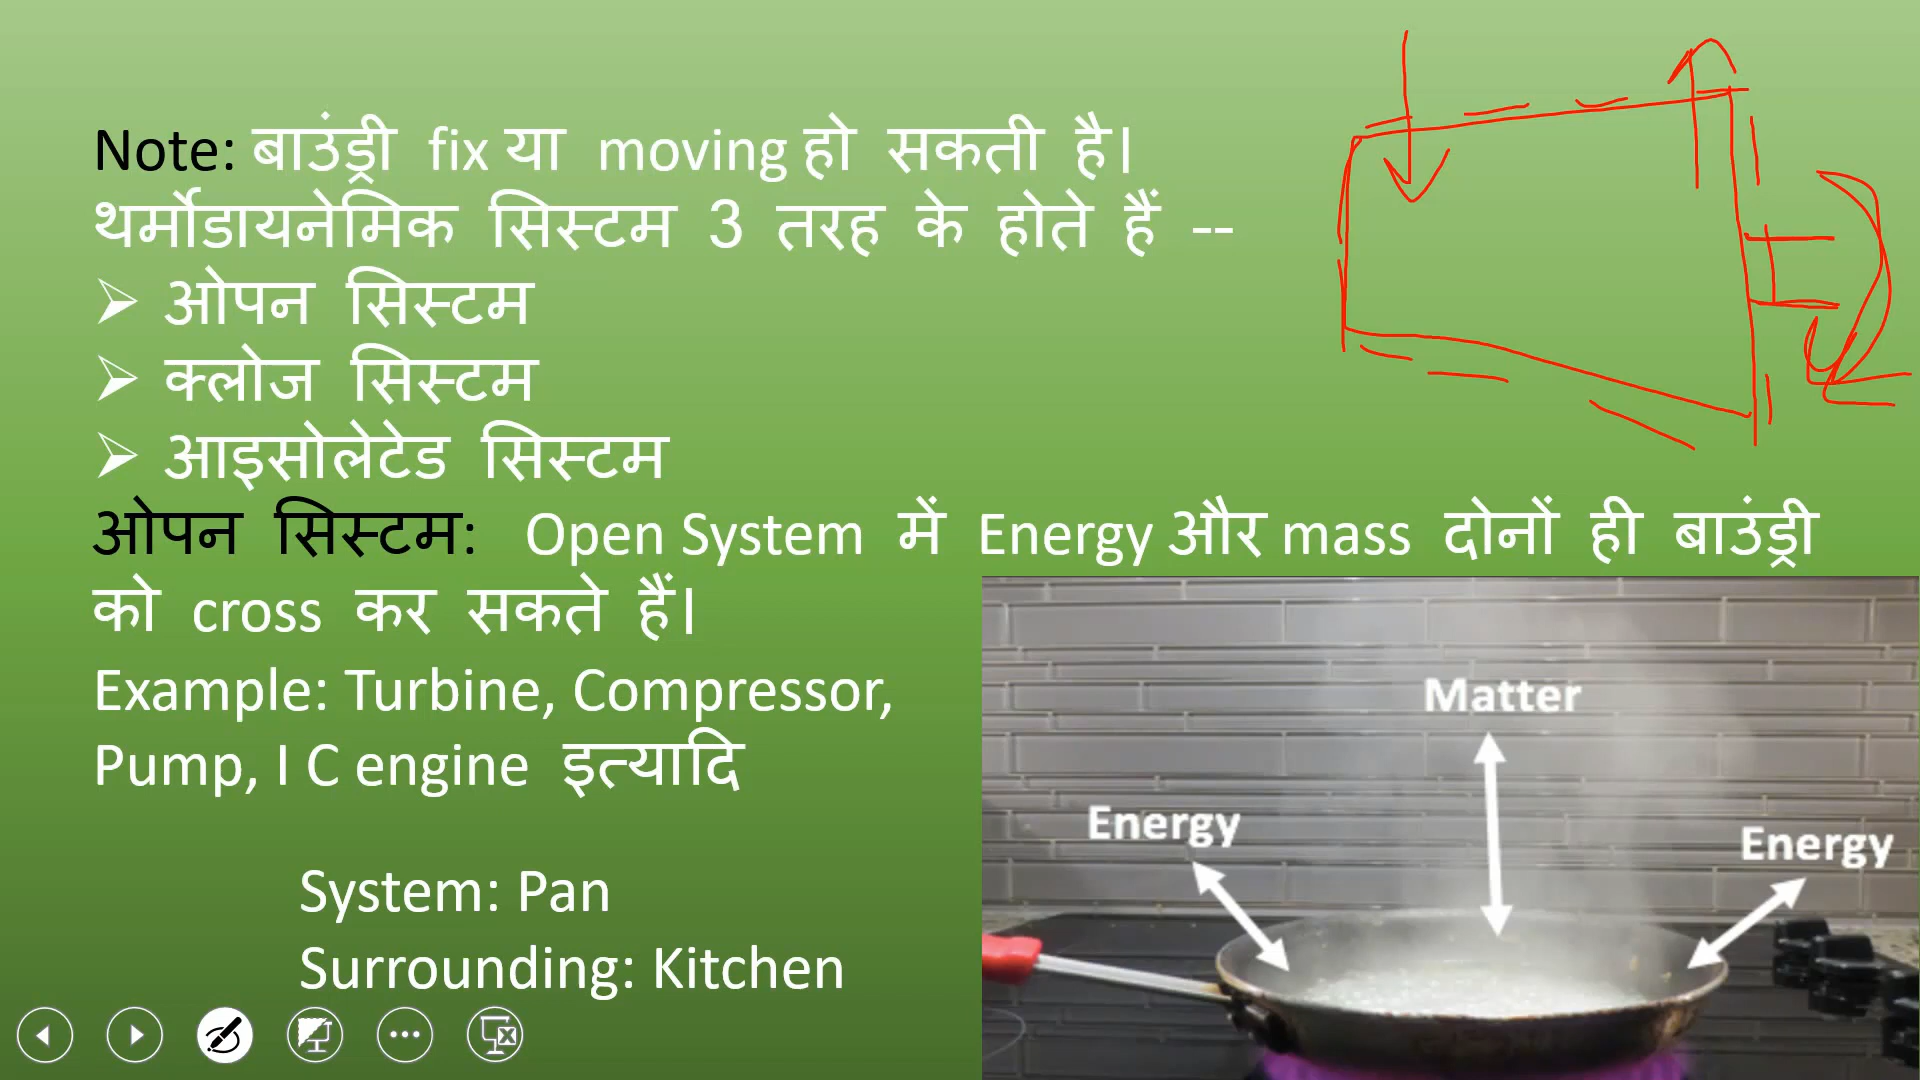 Note: बाउंड्री fix या moving हो सकती है।
थर्मोडायनेमिक सिस्टम 3 तरह के होते हैं --
➢ ओपन सिस्टम
➢ क्लोज सिस्टम
➢ आइसोलेटेड सिस्टम
ओपन सिस्टम: Open System में Energy और mass दोनों ही बाउंड्री
को cross कर सकते हैं।
Example: Turbine, Compressor,
Pump, I C engine इत्यादि
System: Pan
Surrounding: Kitchen
Matter
Energy
Energy